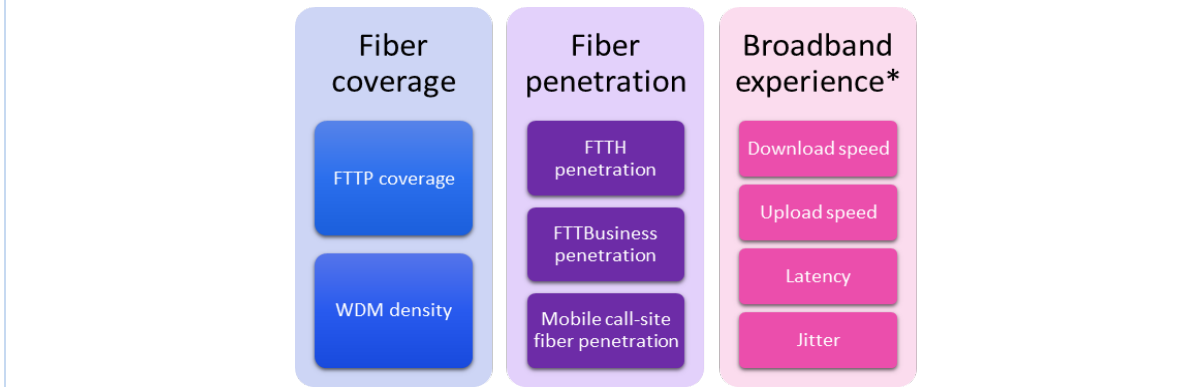 Fiber
coverage
FTTP coverage
WDM density
Fiber
penetration
FTTH
penetration
FTTBusiness
penetration
Mobile call-site
fiber penetration
Broadband
experience*
Download speed
Upload speed
Latency
Jitter